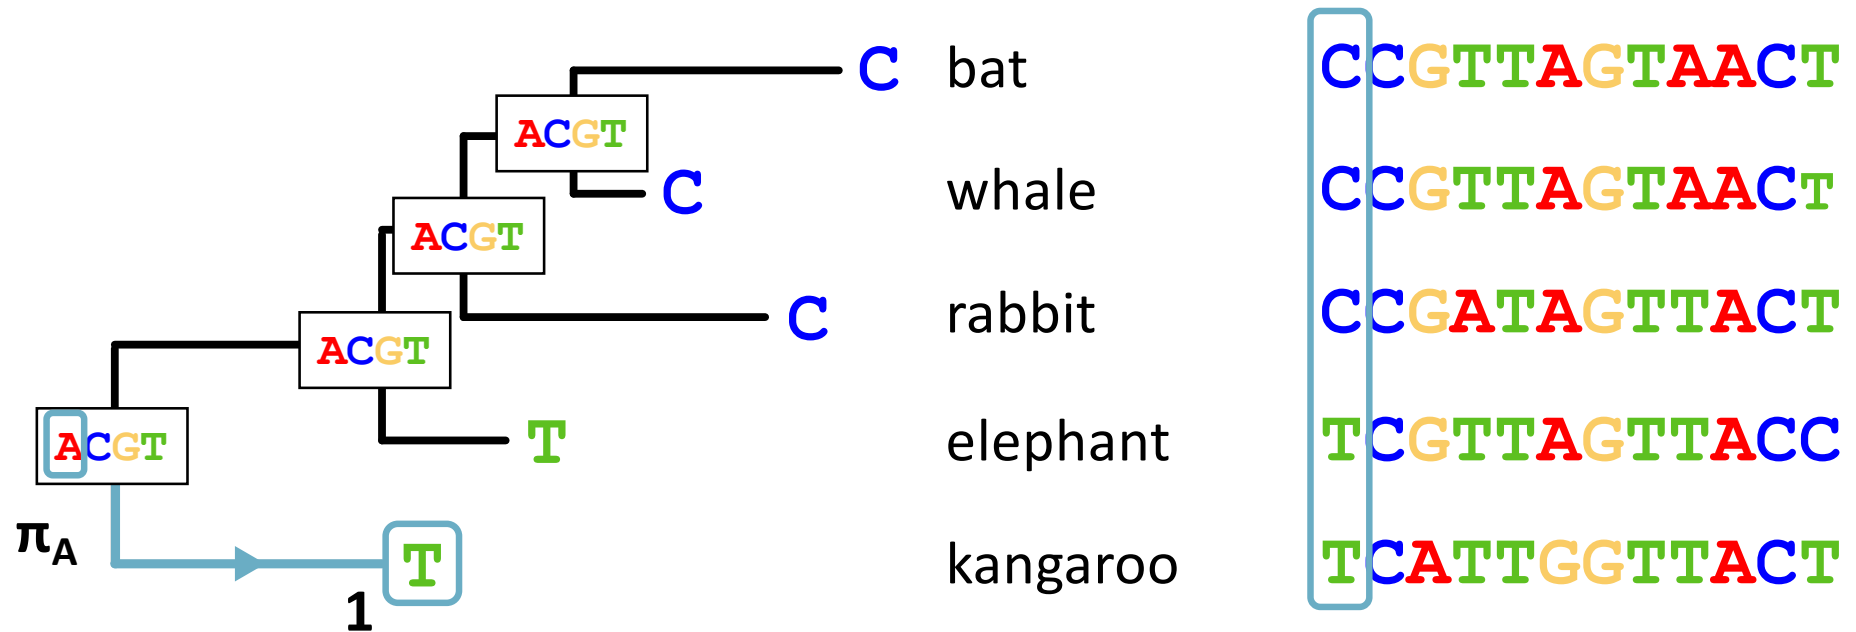 C bat CCGTTAGTAACT
ACGT
C whale CCGTTAGTAACT
ACGT
C rabbit CCGATAGTTACT
ACGT
T elephant TCGTTAGTTACC
ACGT
πA
T kangaroo TCATTGGTTACT
1